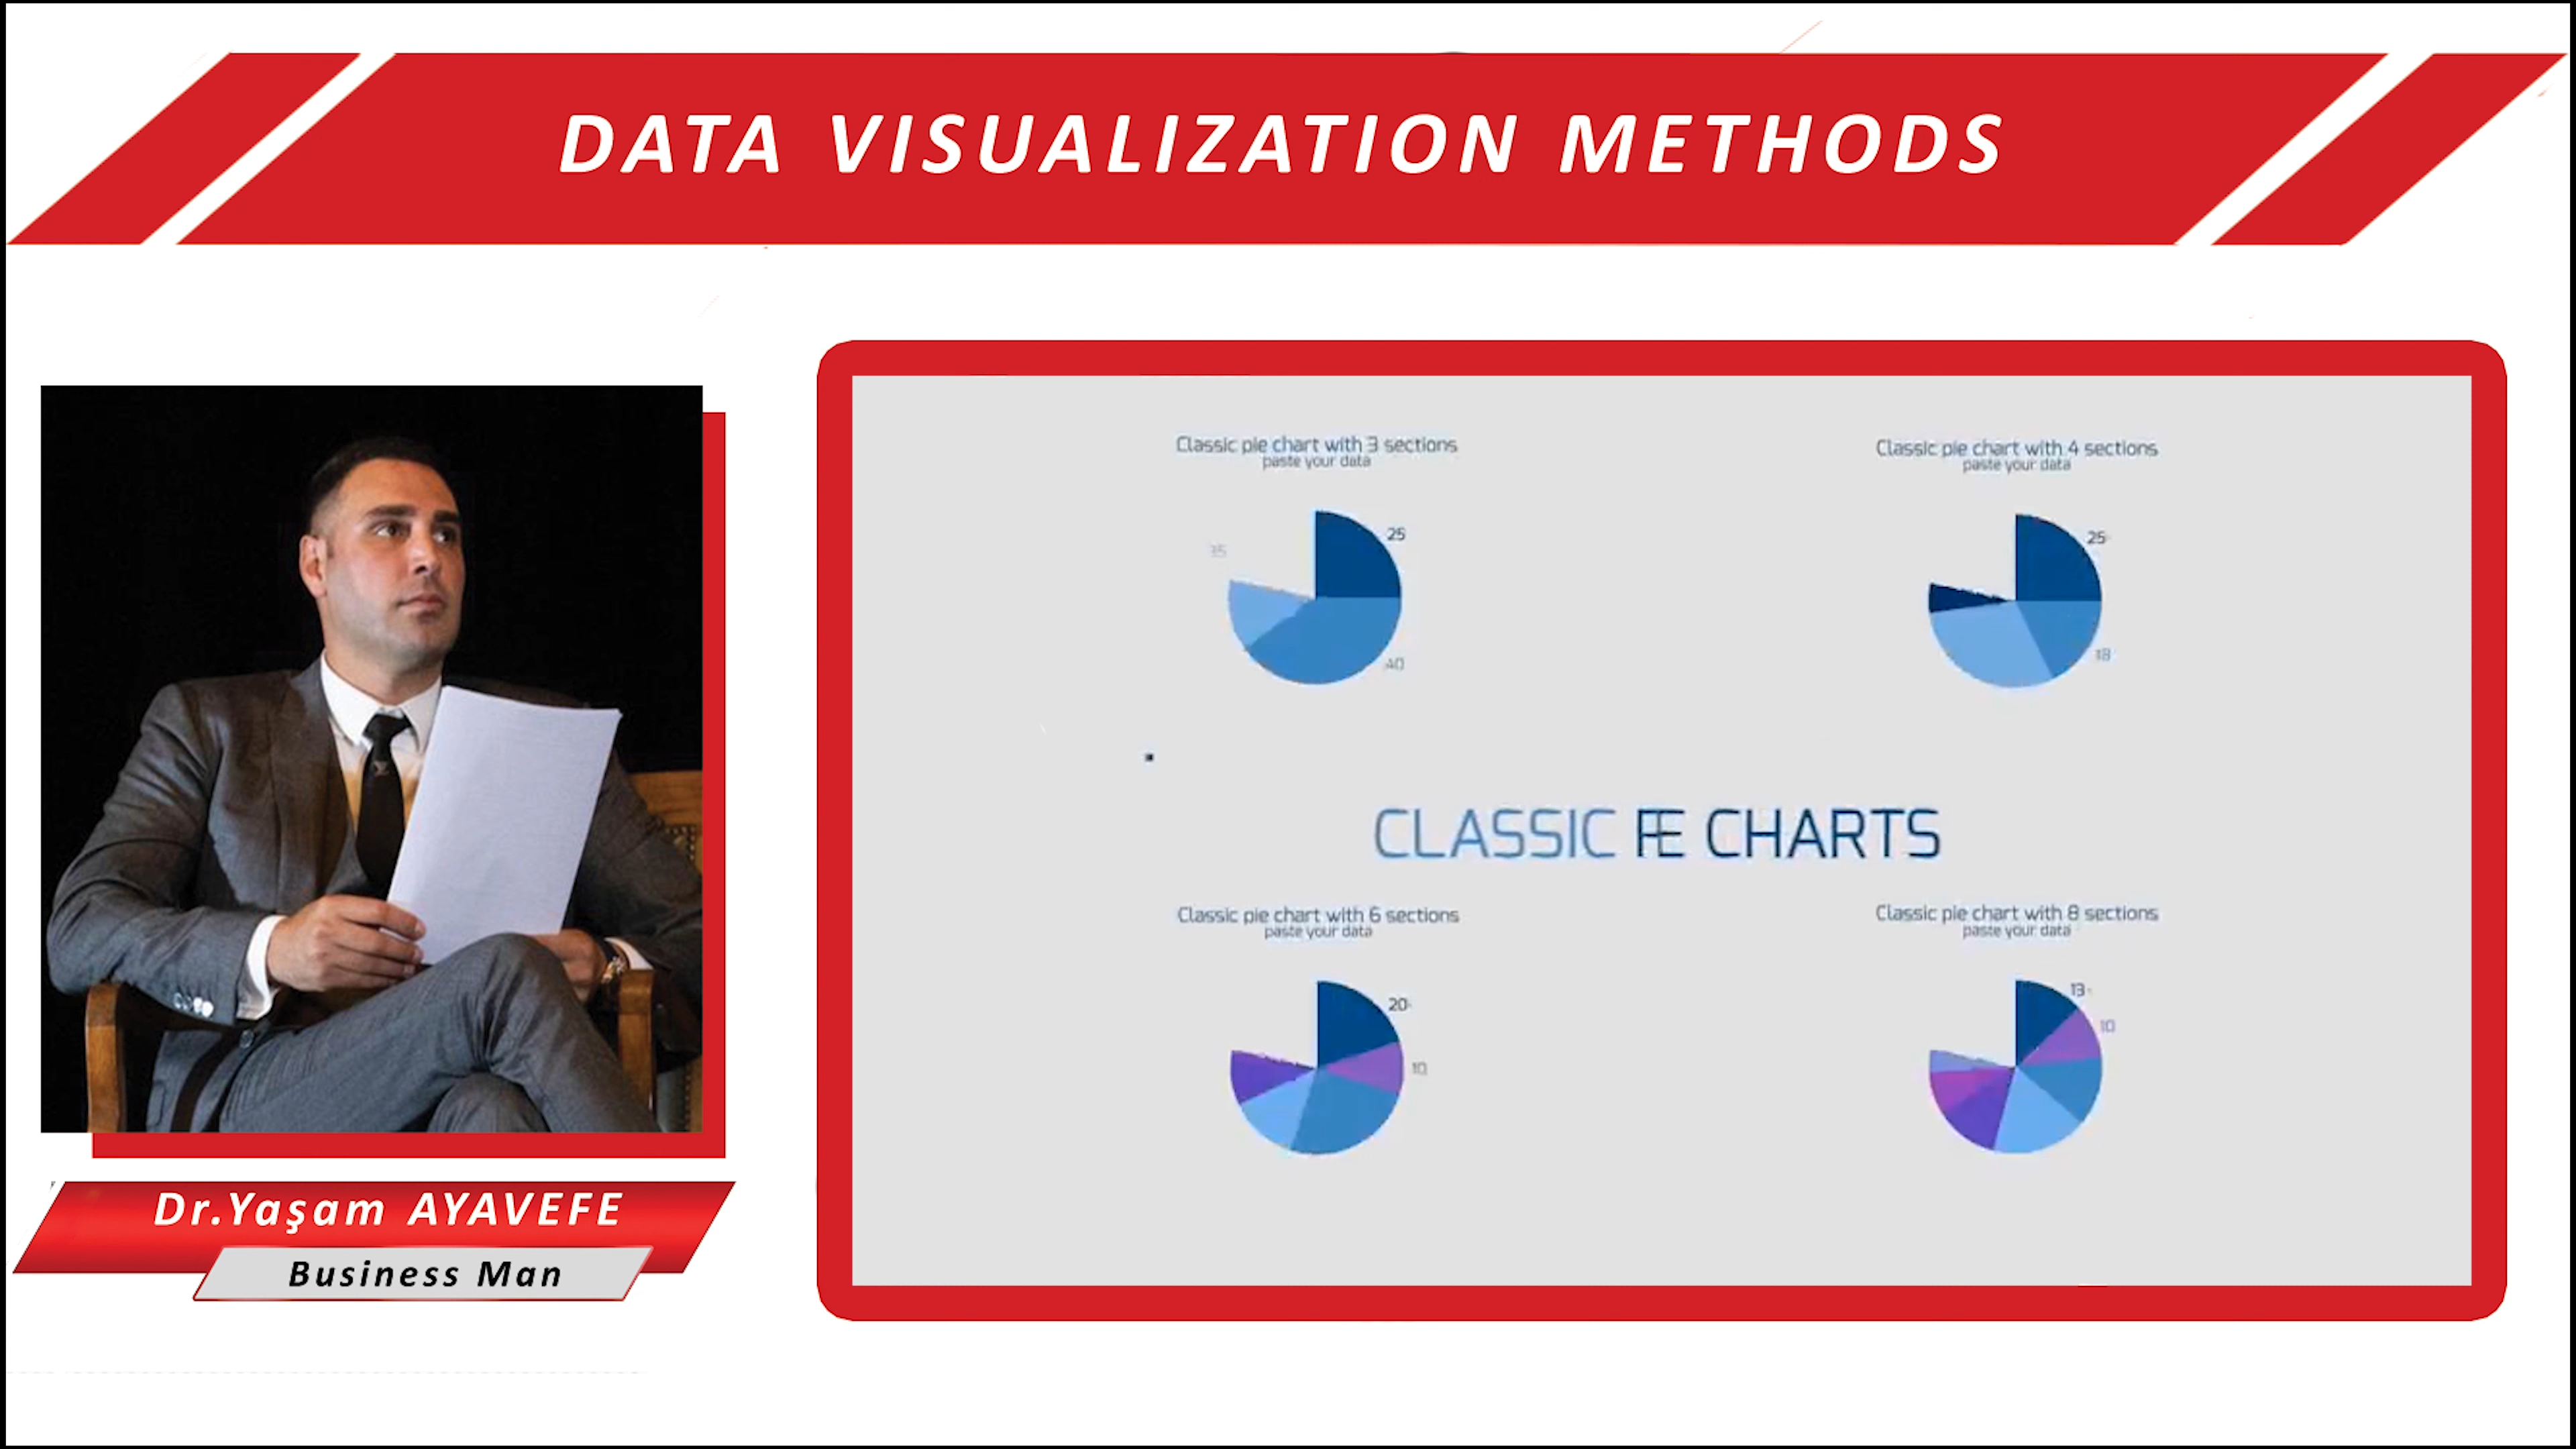 DATA VISUALIZATION METHODS
Classic pie chart with 3 sections
paste your data
25
35
40
Classic pie chart with 4 sections
paste your data
25
18
CLASSIC PIE CHARTS
Classic pie chart with 6 sections
paste your data
20
10
Classic pie chart with 8 sections
paste your data
13
10
Dr.Yaşam AYAVEFE
Business Man